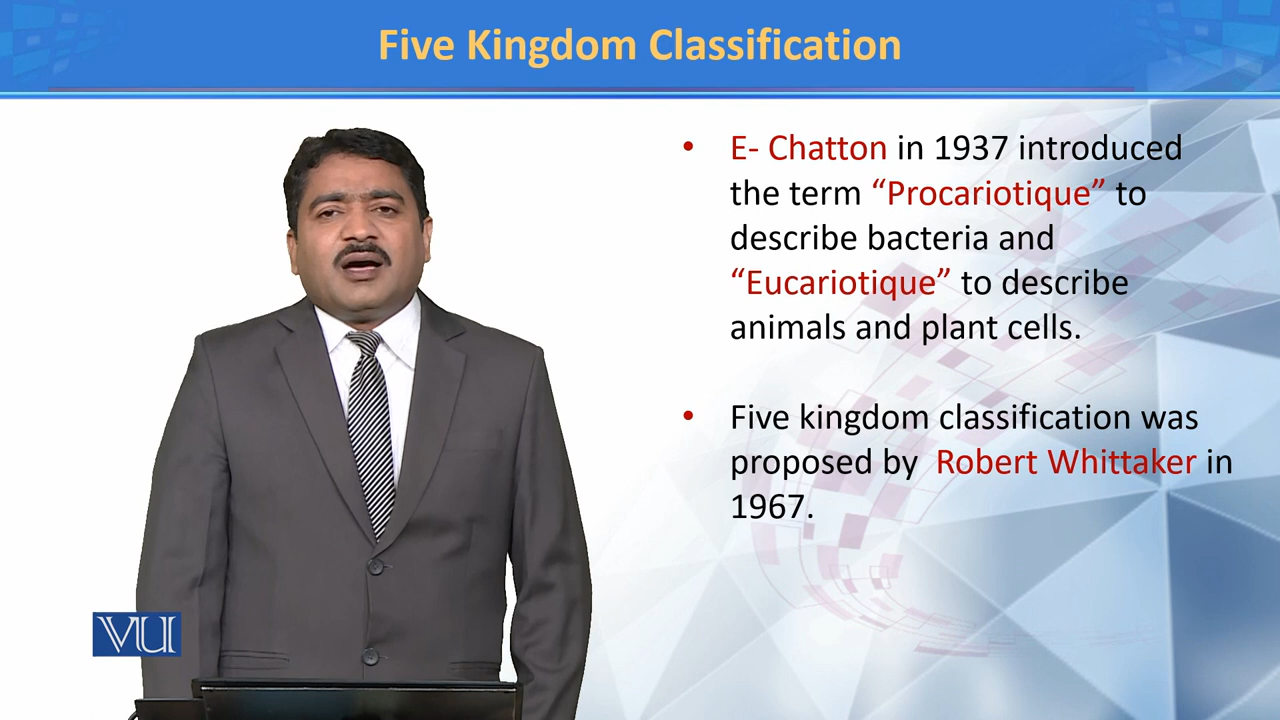 Five Kingdom Classification
• E- Chatton in 1937 introduced
the term “Procariotique” to
describe bacteria and
“Eucariotique” to describe
animals and plant cells.
• Five kingdom classification was
proposed by Robert Whittaker in
1967.
VU